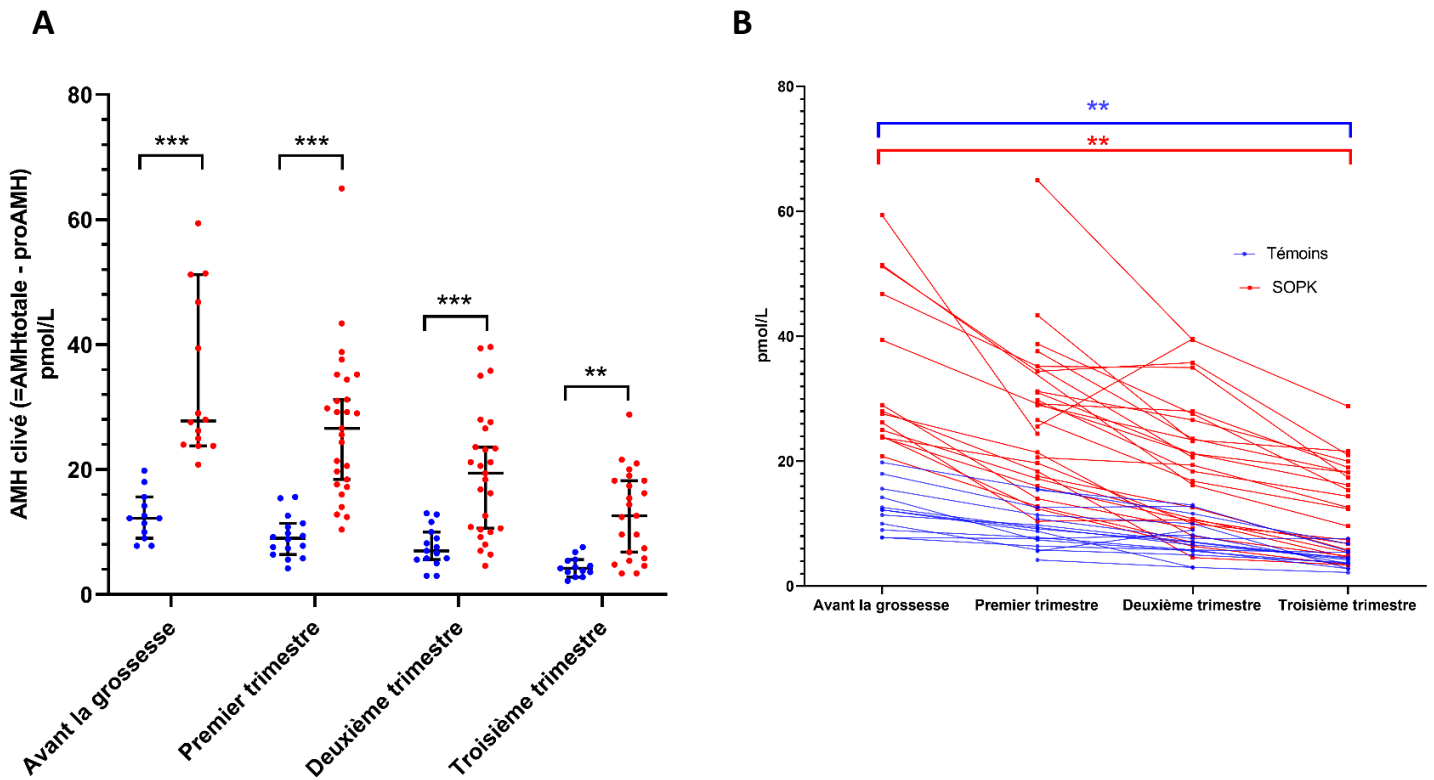 A
B
AMH clivé (=AMHtotale - proAMH)
pmol/L
80
60
40
20
0
***
***
***
**
Avant la grossesse
Premier trimestre
Deuxième trimestre
Troisième trimestre
pmol/L
80
60
40
20
0
**
**
Témoins
SOPK
Avant la grossesse
Premier trimestre
Deuxième trimestre
Troisième trimestre